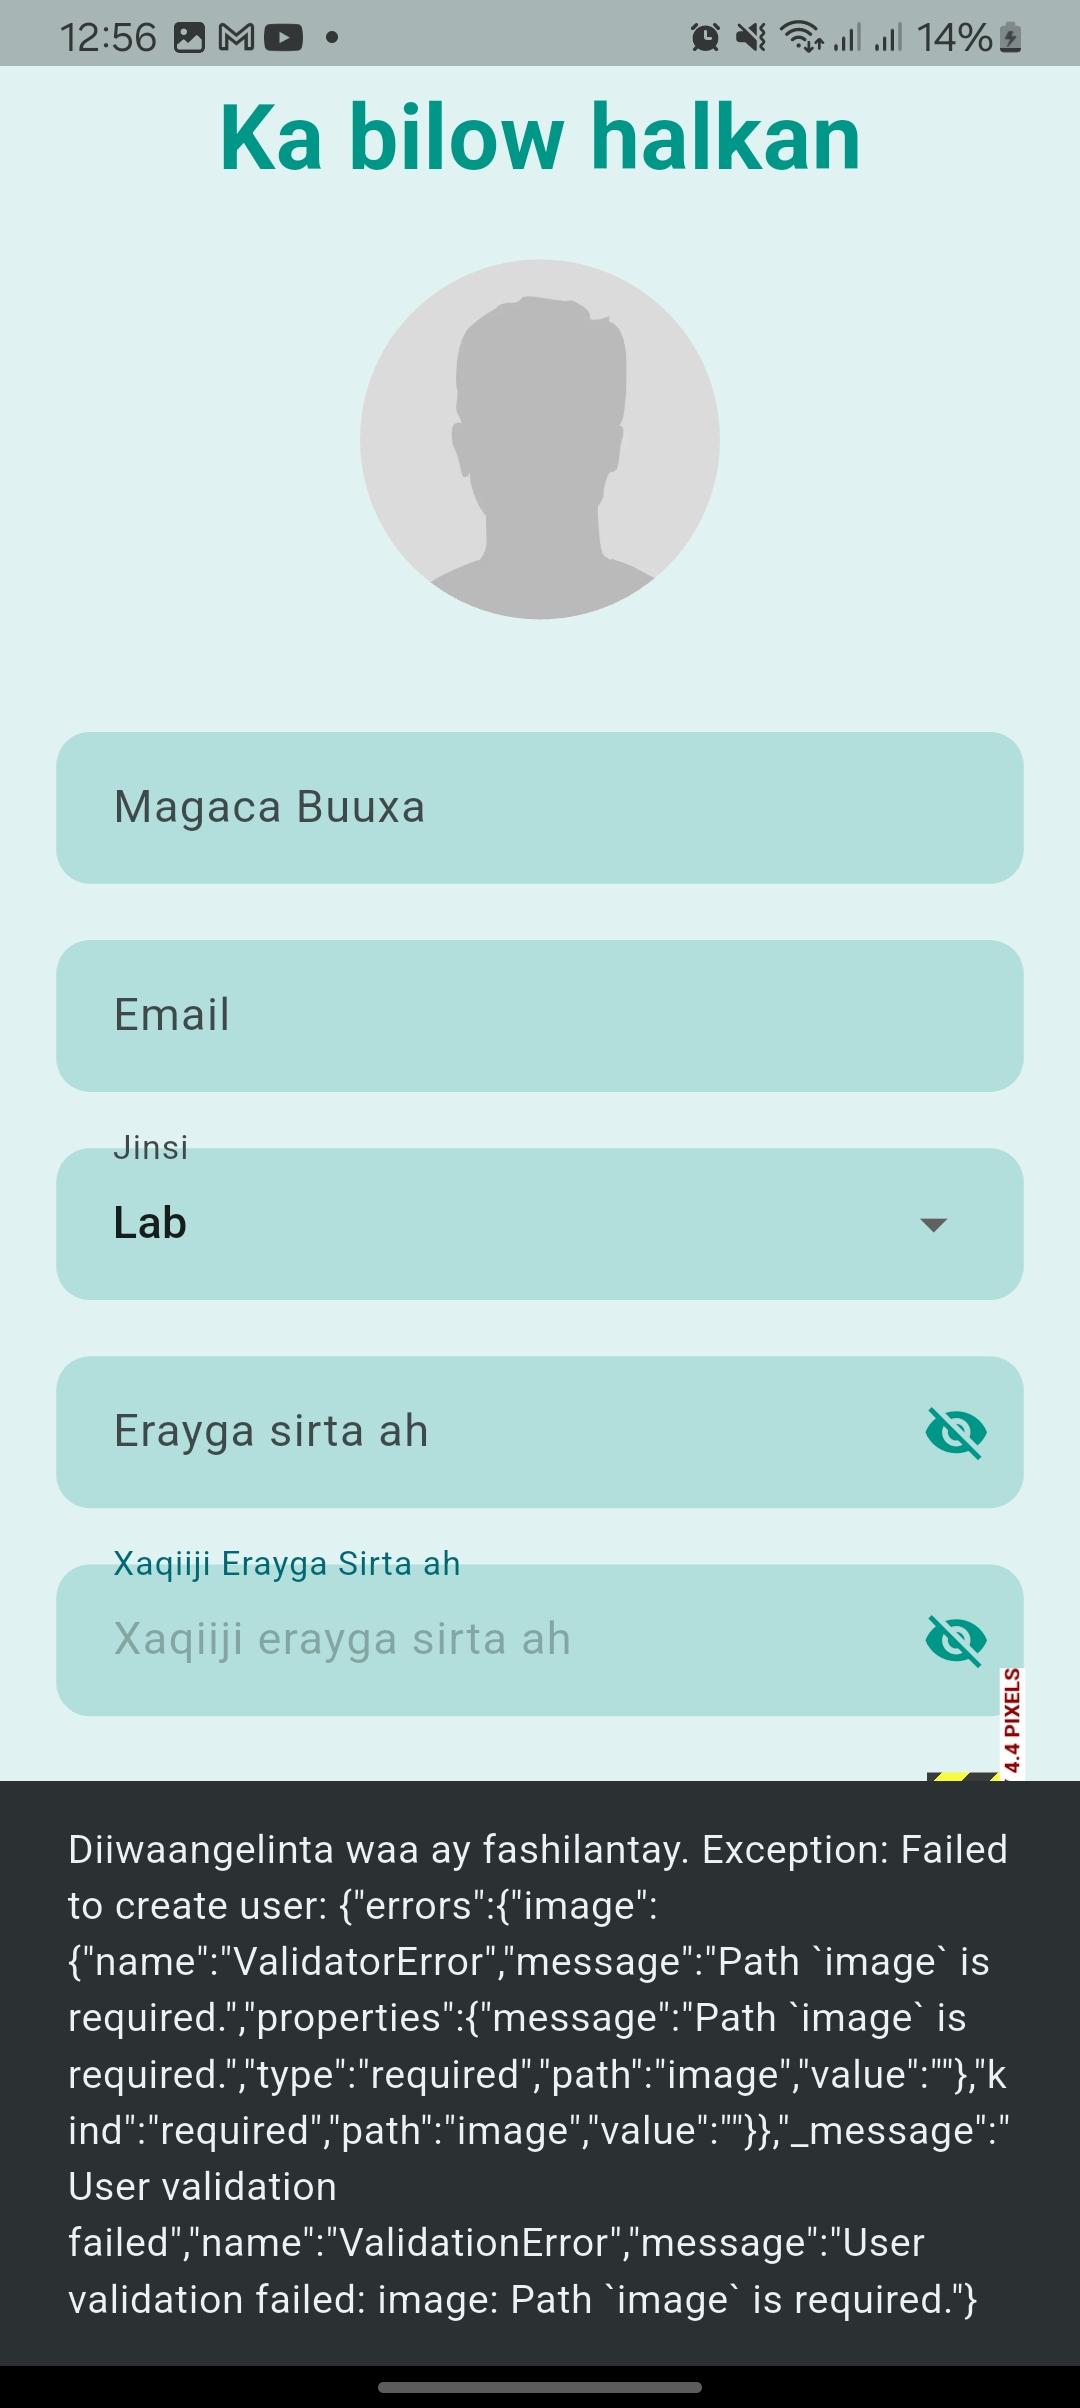 12:56
14%
Ka bilow halkan
Magaca Buuxa
Email
Jinsi
Lab
Erayga sirta ah
Xaqiiji Erayga Sirta ah
Xaqiiji erayga sirta ah
4.4 PIXELS
Diiwaangelinta waa ay fashilantay. Exception: Failed
to create user: {"errors":{"image":
{"name":"ValidatorError","message":"Path `image` is
required.","properties":{"message":"Path `image` is
required.","type":"required","path":"image","value":""},"k
ind":"required","path":"image","value":""}},"_message":"
User validation
failed","name":"ValidationError","message":"User
validation failed: image: Path `image` is required."}